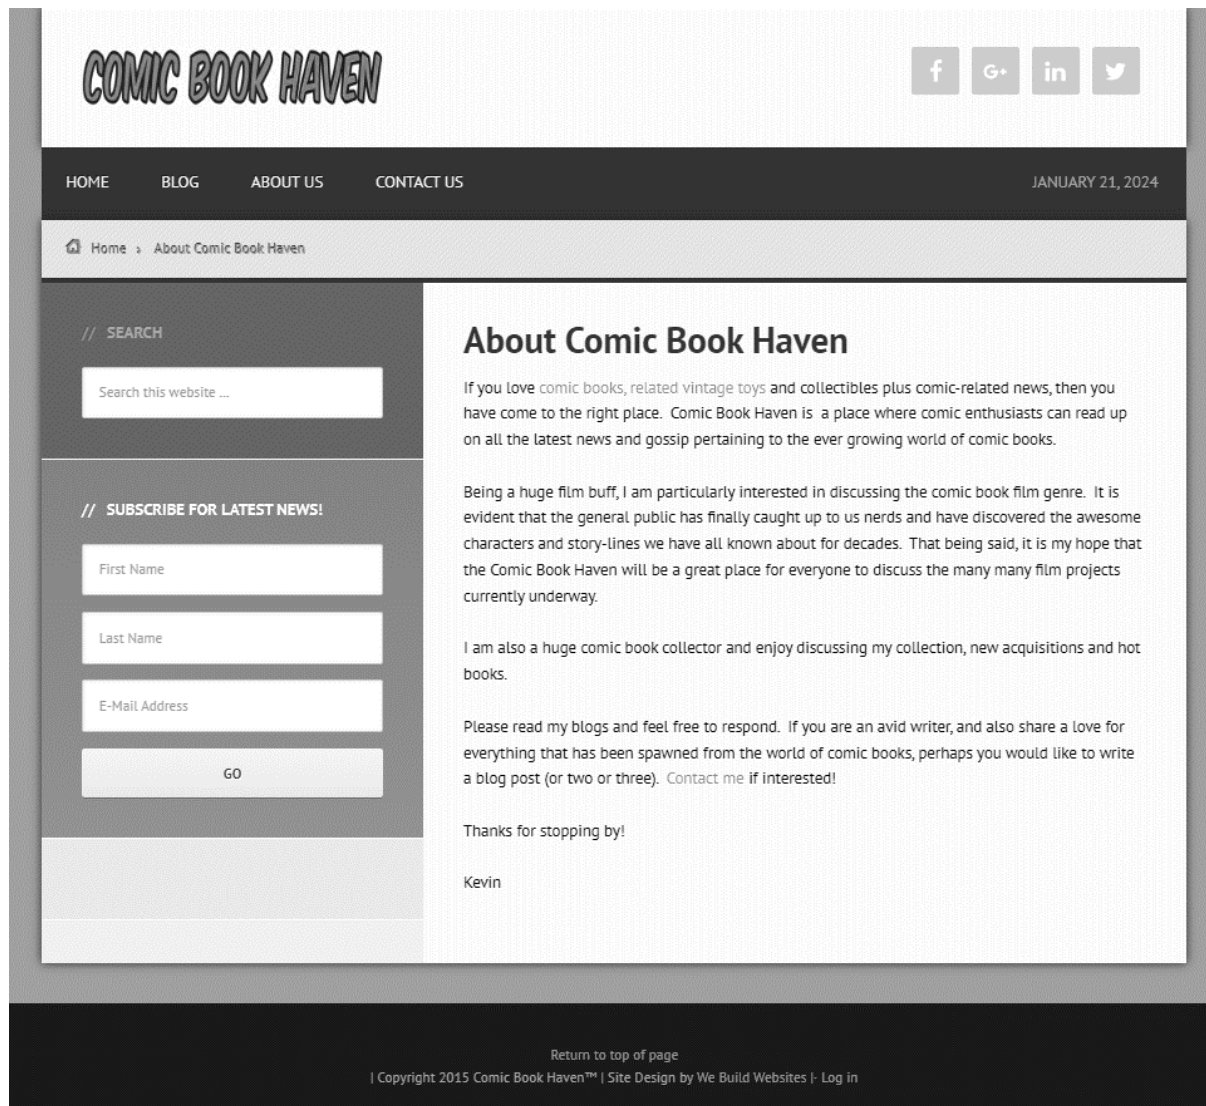 COMIC BOOK HAVEN
HOME BLOG ABOUT US CONTACT US JANUARY 21, 2024
Home › About Comic Book Haven
// SEARCH
Search this website ...
// SUBSCRIBE FOR LATEST NEWS!
First Name
Last Name
E-Mail Address
GO
About Comic Book Haven
If you love comic books, related vintage toys and collectibles plus comic-related news, then you
have come to the right place. Comic Book Haven is a place where comic enthusiasts can read up
on all the latest news and gossip pertaining to the ever growing world of comic books.
Being a huge film buff, I am particularly interested in discussing the comic book film genre. It is
evident that the general public has finally caught up to us nerds and have discovered the awesome
characters and story-lines we have all known about for decades. That being said, it is my hope that
the Comic Book Haven will be a great place for everyone to discuss the many many film projects
currently underway.
I am also a huge comic book collector and enjoy discussing my collection, new acquisitions and hot
books.
Please read my blogs and feel free to respond. If you are an avid writer, and also share a love for
everything that has been spawned from the world of comic books, perhaps you would like to write
a blog post (or two or three). Contact me if interested!
Thanks for stopping by!
Kevin
Return to top of page
| Copyright 2015 Comic Book Haven™ | Site Design by We Build Websites |· Log in